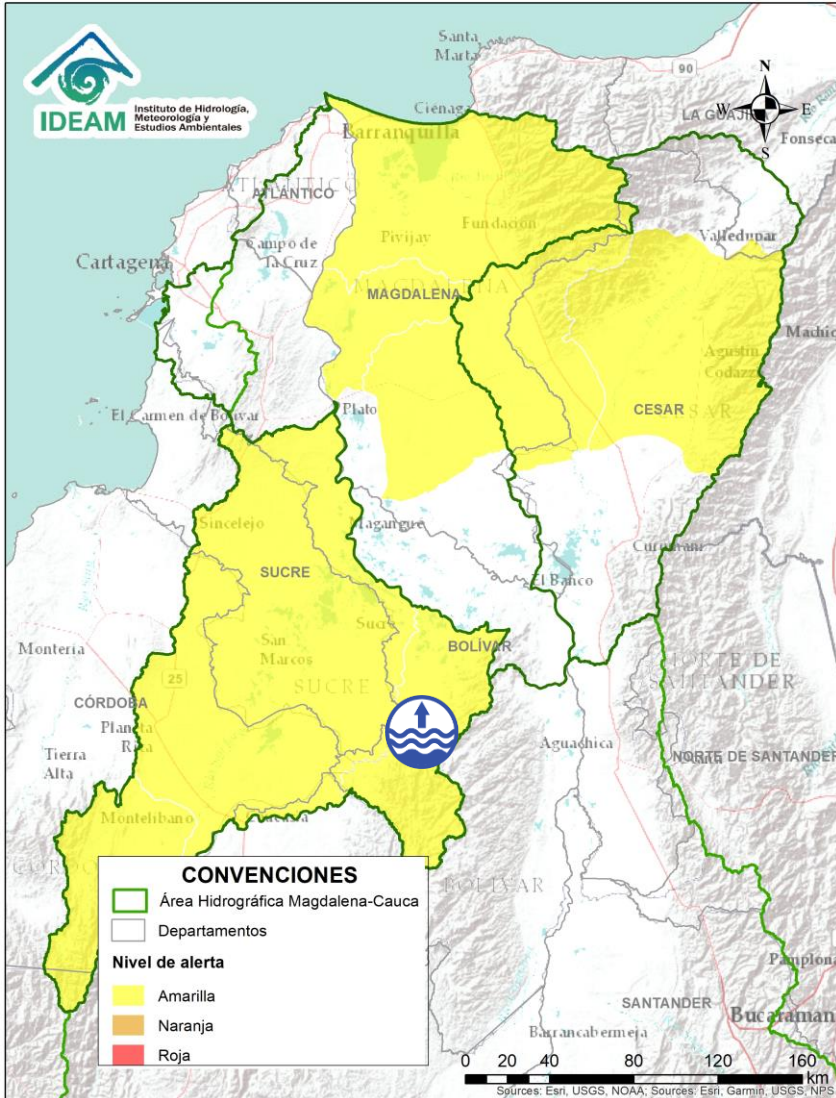 IDEAM
Instituto de Hidrología,
Meteorología y
Estudios Ambientales
Santa
Marta
90
N
W
E
S
Ciénaga
LA GUAJIR
Fonseca
Barranquilla
ATLÁNTICO
Campo de
la Cruz
Pivijay
Fundación
Valledupar
Cartagena
MAGDALENA
Agustín
Codazzi
El Carmen de Bolívar
Plato
CESAR
Sincelejo
Magangué
SUCRE
El Banco
Sucre
San
Marcos
BOLÍVAR
SUCRE
Montería
25
NORTE DE
SANTANDER
CÓRDOBA
Planeta
Rica
Tierra
Alta
Aguachica
NORTE DE SANTANDER
Montelíbano
BOLÍVAR
CONVENCIONES
Área Hidrográfica Magdalena-Cauca
Departamentos
Nivel de alerta
Amarilla
Naranja
Roja
Pamplona
SANTANDER
Bucaraman
Barrancabermeja
0 20 40 80 120 160
km
Sources: Esri, USGS, NOAA; Sources: Esri, Garmin, USGS, NPS